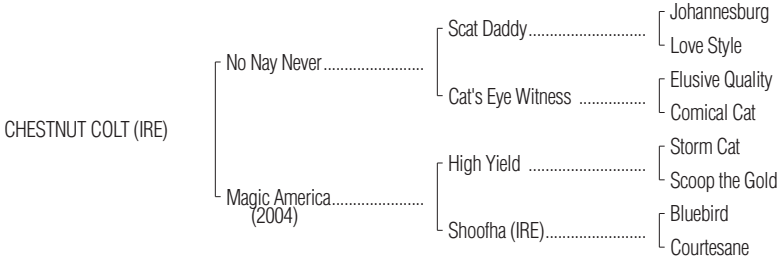 Johannesburg
Scat Daddy
Love Style
No Nay Never
Elusive Quality
Cat's Eye Witness
Comical Cat
CHESTNUT COLT (IRE)
Storm Cat
High Yield
Scoop the Gold
Magic America
(2004)
Bluebird
Shoofha (IRE)
Courtesane